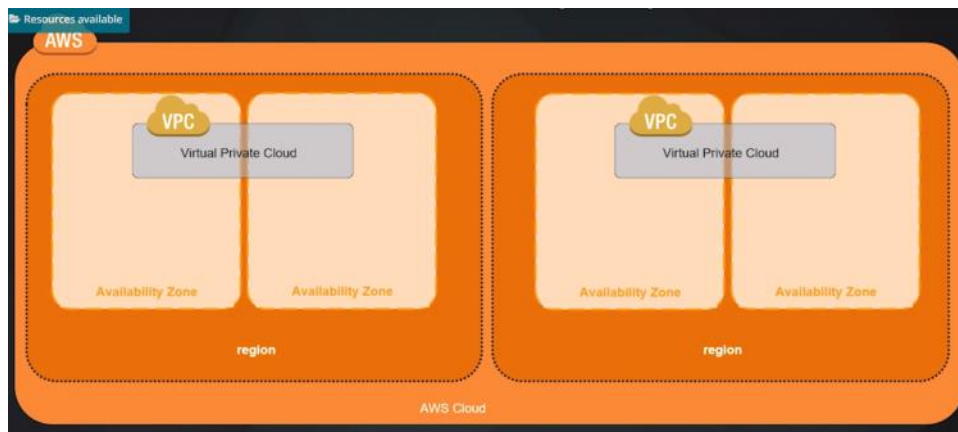 Resources available
AWS
VPC
Virtual Private Cloud
Availability Zone
Availability Zone
region
VPC
Virtual Private Cloud
Availability Zone
Availability Zone
region
AWS Cloud